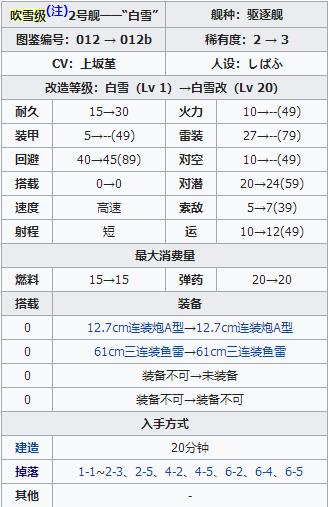 吹雪级(注)2号舰——“白雪” 舰种：驱逐舰
图鉴编号：012 → 012b 稀有度：2 → 3
CV：上坂堇 人设：しばふ
改造等级：白雪（Lv 1）→白雪改（Lv 20）
耐久 15→30 火力 10→--(49)
装甲 5→--(49) 雷装 27→--(79)
回避 40→45(89) 对空 10→--(49)
搭载 0→0 对潜 20→24(59)
速度 高速 索敌 5→7(39)
射程 短 运 10→12(49)
最大消费量
燃料 15→15 弹药 20→20
搭载 装备
0 12.7cm连装炮A型→12.7cm连装炮A型
0 61cm三连装鱼雷→61cm三连装鱼雷
0 装备不可→未装备
0 装备不可→装备不可
入手方式
建造 20分钟
掉落 1-1~2-3、2-5、4-2、4-5、6-2、6-4、6-5
其他 -